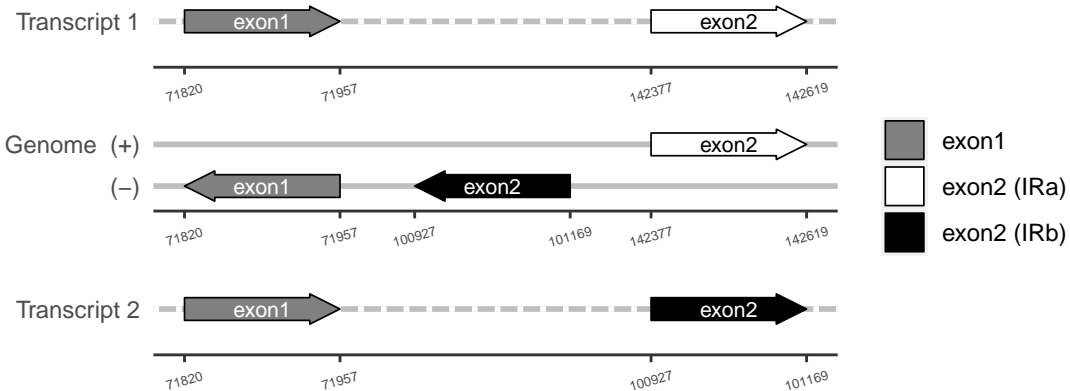 Transcript 1 exon1 exon2
71820 71957 142377 142619
Genome (+) exon2
(−) exon1 exon2
71820 71957 100927 101169 142377 142619
Transcript 2 exon1 exon2
71820 71957 100927 101169
exon1
exon2 (IRa)
exon2 (IRb)